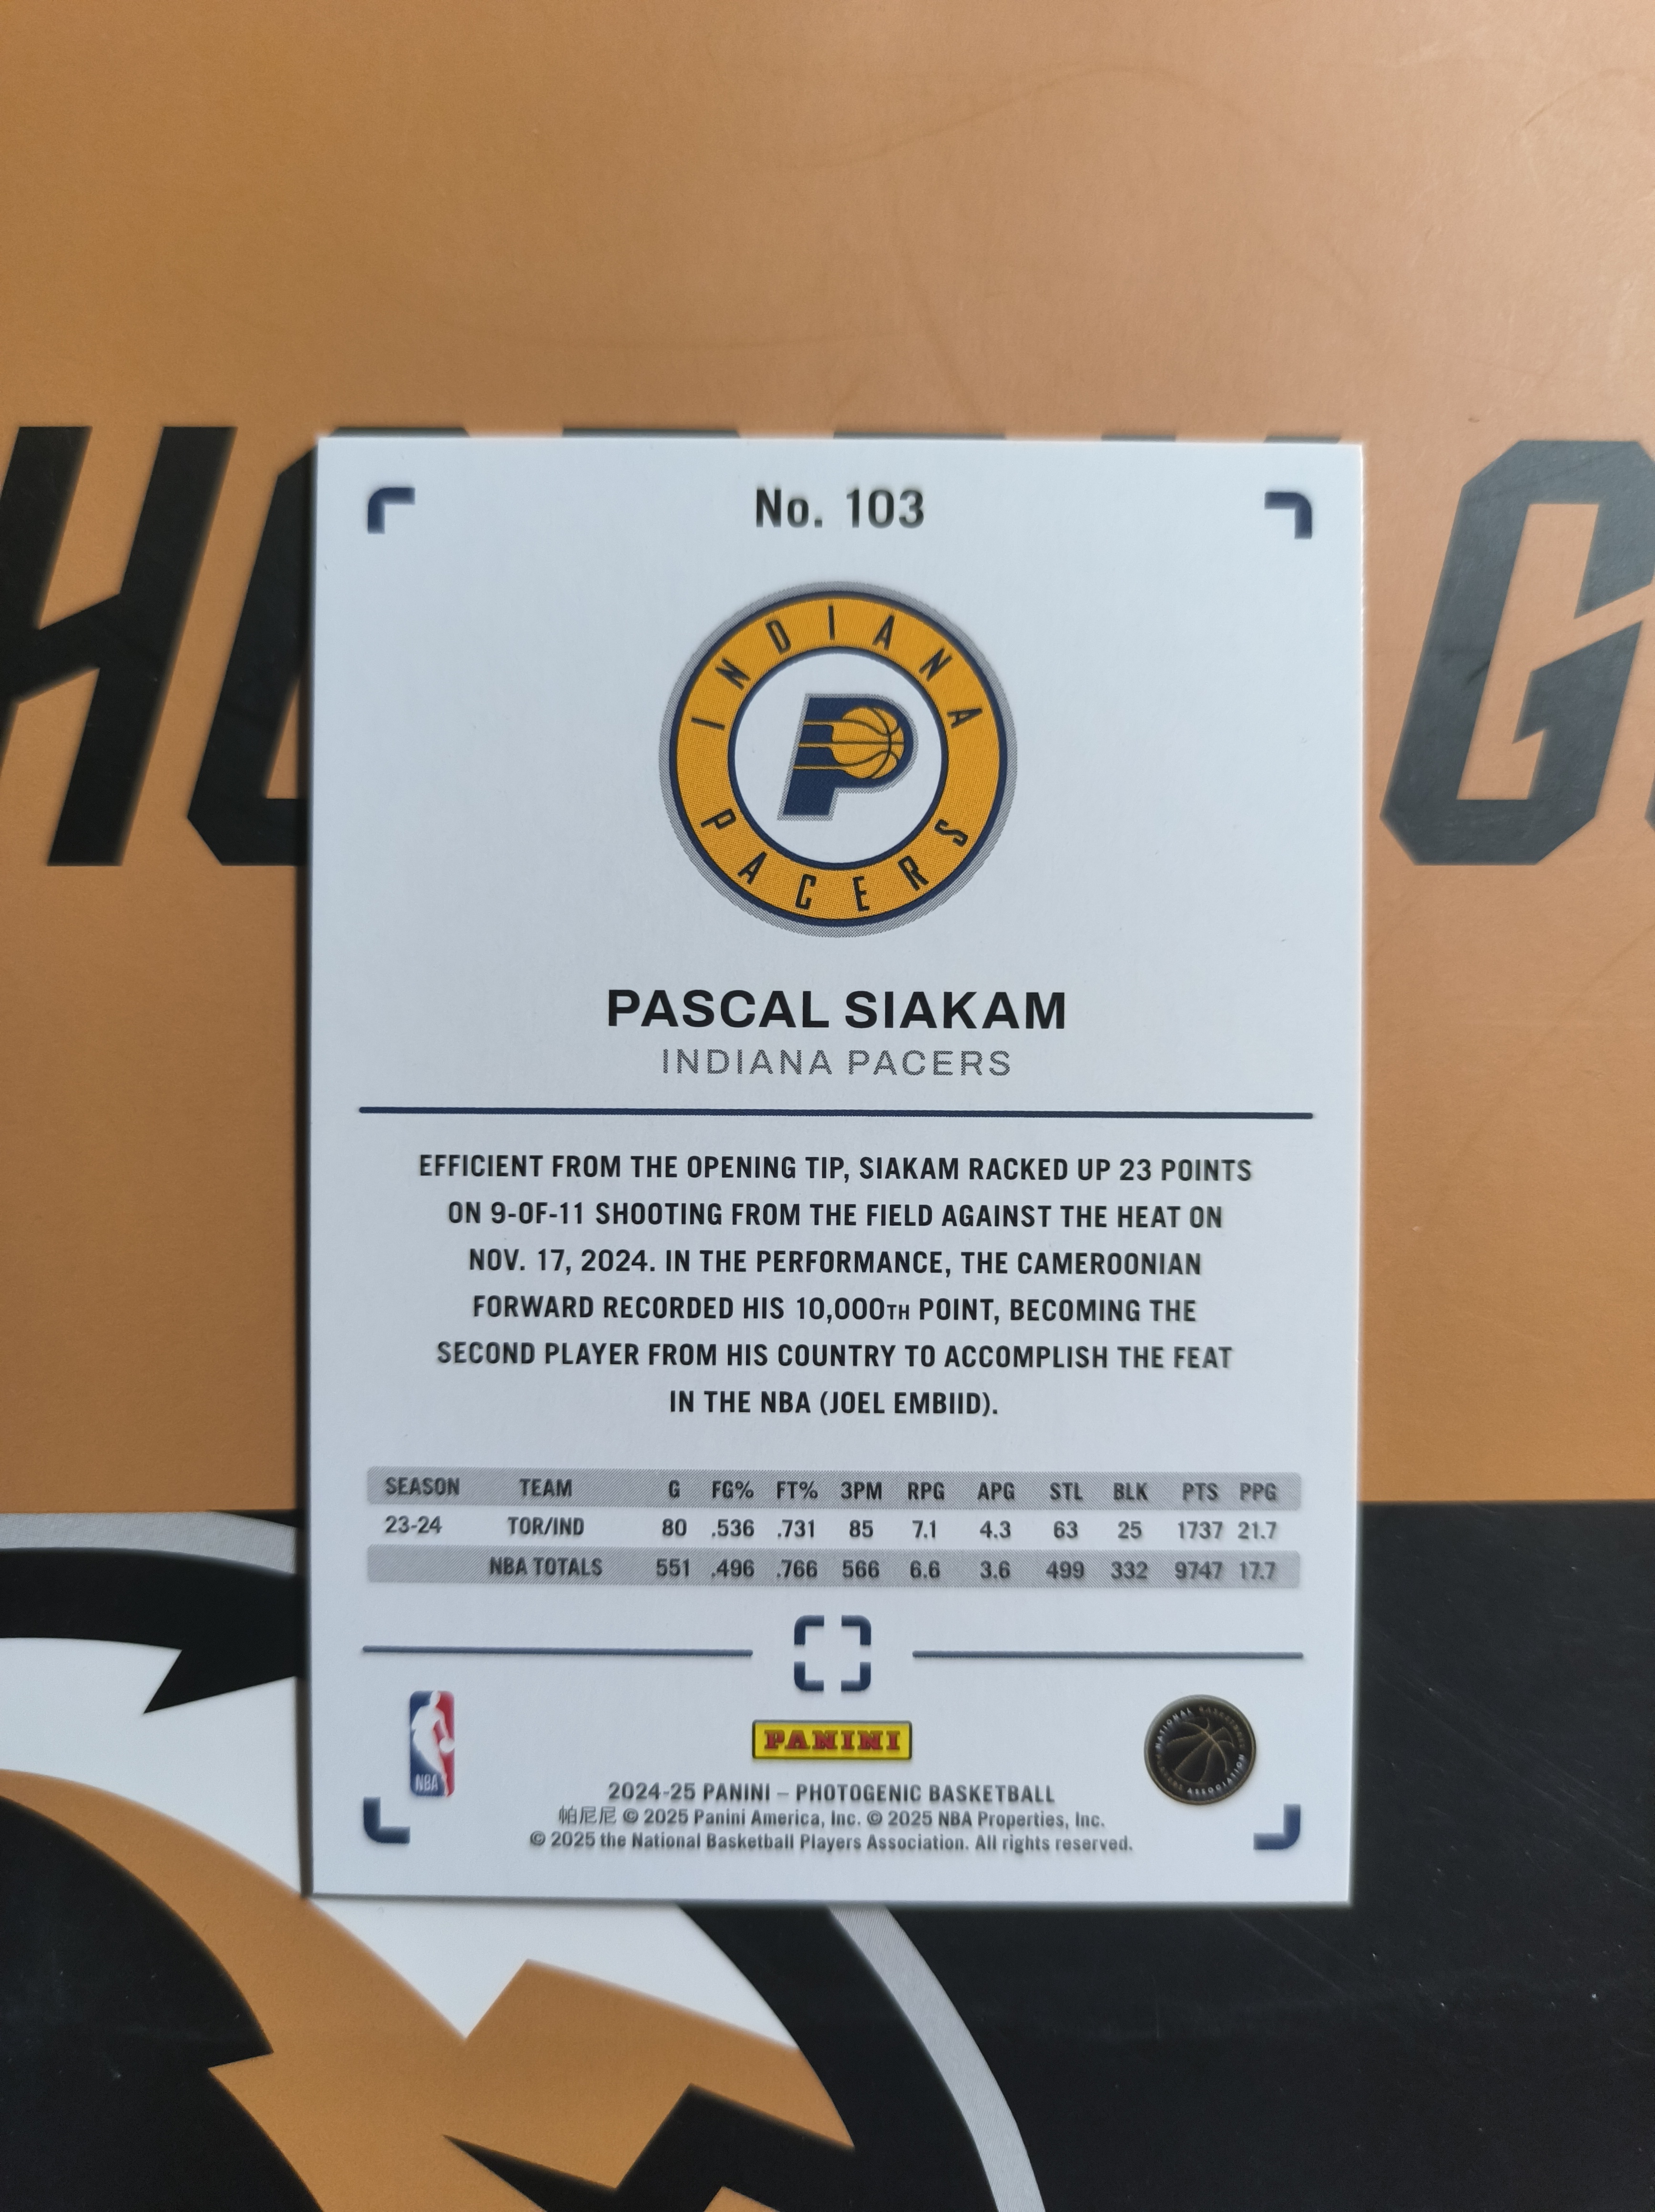 No. 103
INDIANA
PACERS
PASCAL SIAKAM
INDIANA PACERS
EFFICIENT FROM THE OPENING TIP, SIAKAM RACKED UP 23 POINTS
ON 9-OF-11 SHOOTING FROM THE FIELD AGAINST THE HEAT ON
NOV. 17, 2024. IN THE PERFORMANCE, THE CAMEROONIAN
FORWARD RECORDED HIS 10,000TH POINT, BECOMING THE
SECOND PLAYER FROM HIS COUNTRY TO ACCOMPLISH THE FEAT
IN THE NBA (JOEL EMBIID).
SEASON TEAM G FG% FT% 3PM RPG APG STL BLK PTS PPG
23-24 TOR/IND 80 .536 .731 85 7.1 4.3 63 25 1737 21.7
NBA TOTALS 551 .496 .766 566 6.6 3.6 499 332 9747 17.7
NBA
PANINI
NATIONAL BASKETBALL
PLAYERS ASSOCIATION
2024-25 PANINI – PHOTOGENIC BASKETBALL
帕尼尼 © 2025 Panini America, Inc. © 2025 NBA Properties, Inc.
© 2025 the National Basketball Players Association. All rights reserved.